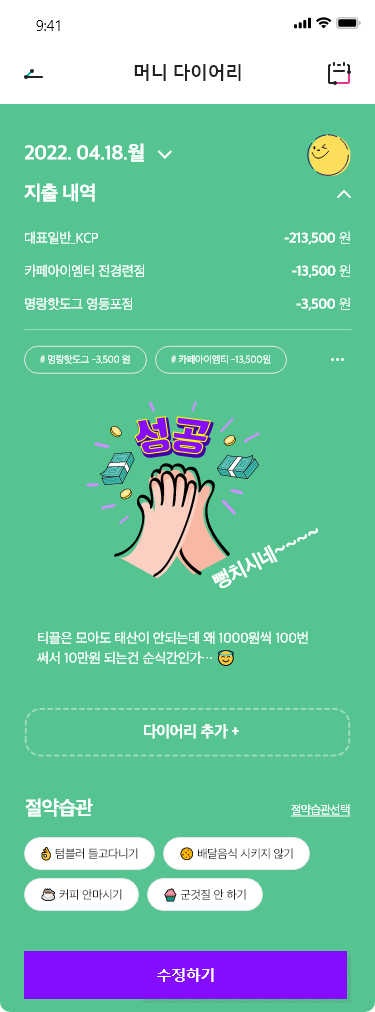 9:41
머니 다이어리
2022. 04.18.월
지출 내역
대표일반_KCP -213,500 원
카페아이엠티 전경련점 -13,500 원
명랑핫도그 영등포점 -3,500 원
# 명랑핫도그 -3,500 원 # 카페아이엠티 -13,500원 ···
성공
뻥치시네~~~~
티끌은 모아도 태산이 안되는데 왜 1000원씩 100번
써서 10만원 되는건 순식간인가··· 😇
다이어리 추가 +
절약습관 절약습관선택
👌 텀블러 들고다니기 🍪 배달음식 시키지 않기
☕ 커피 안마시기 🧁 군것질 안 하기
수정하기